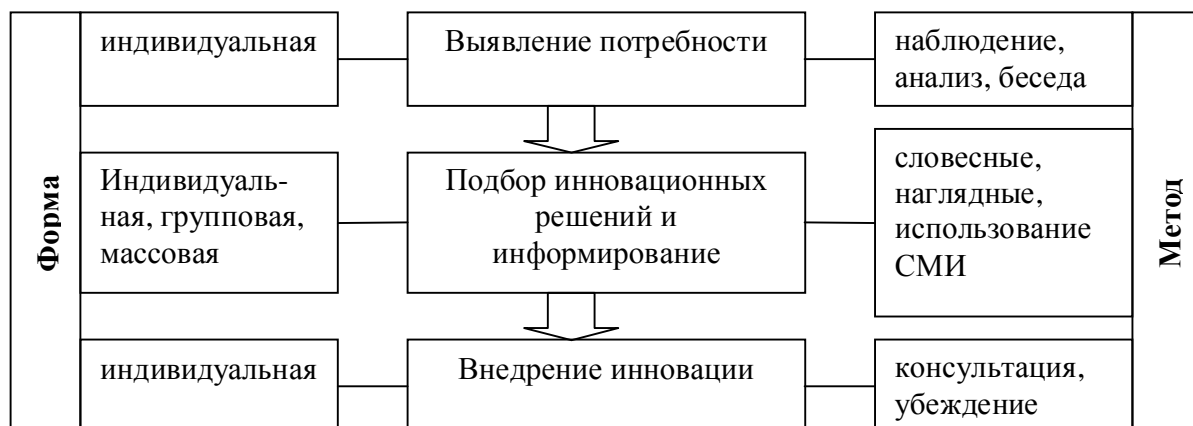 Форма
индивидуальная
Выявление потребности
наблюдение,
анализ, беседа
Индивидуаль-
ная, групповая,
массовая
Подбор инновационных
решений и
информирование
словесные,
наглядные,
использование
СМИ
индивидуальная
Внедрение инновации
консультация,
убеждение
Метод